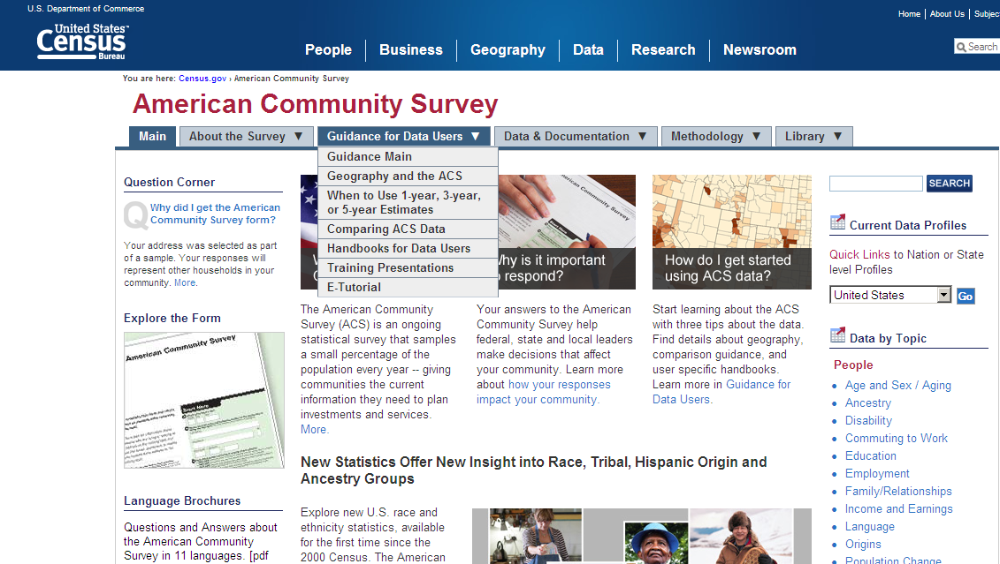 U.S. Department of Commerce
Home | About Us | Subjec
United States™
Census
Bureau
People | Business | Geography | Data | Research | Newsroom
Search
You are here: Census.gov › American Community Survey
American Community Survey
Main
About the Survey ▼
Guidance for Data Users ▼
Data & Documentation ▼
Methodology ▼
Library ▼
Guidance Main
Geography and the ACS
When to Use 1-year, 3-year,
or 5-year Estimates
Comparing ACS Data
Handbooks for Data Users
Training Presentations
E-Tutorial
Question Corner
Q
Why did I get the American
Community Survey form?
Your address was selected as part
of a sample. Your responses will
represent other households in your
community. More.
Explore the Form
American Community Survey
Start Here
Language Brochures
Questions and Answers about
the American Community
Survey in 11 languages. [pdf
The American Community
Survey (ACS) is an ongoing
statistical survey that samples
a small percentage of the
population every year -- giving
communities the current
information they need to plan
investments and services.
More.
American Community Survey
hy is it important
respond?
Your answers to the American
Community Survey help
federal, state and local leaders
make decisions that affect
your community. Learn more
about how your responses
impact your community.
How do I get started
using ACS data?
Start learning about the ACS
with three tips about the data.
Find details about geography,
comparison guidance, and
user specific handbooks.
Learn more in Guidance for
Data Users.
New Statistics Offer New Insight into Race, Tribal, Hispanic Origin and
Ancestry Groups
Explore new U.S. race and
ethnicity statistics, available
for the first time since the
2000 Census. The American
SEARCH
Current Data Profiles
Quick Links to Nation or State
level Profiles
United States
Go
Data by Topic
People
• Age and Sex / Aging
• Ancestry
• Disability
• Commuting to Work
• Education
• Employment
• Family/Relationships
• Income and Earnings
• Language
• Origins
• Population Change